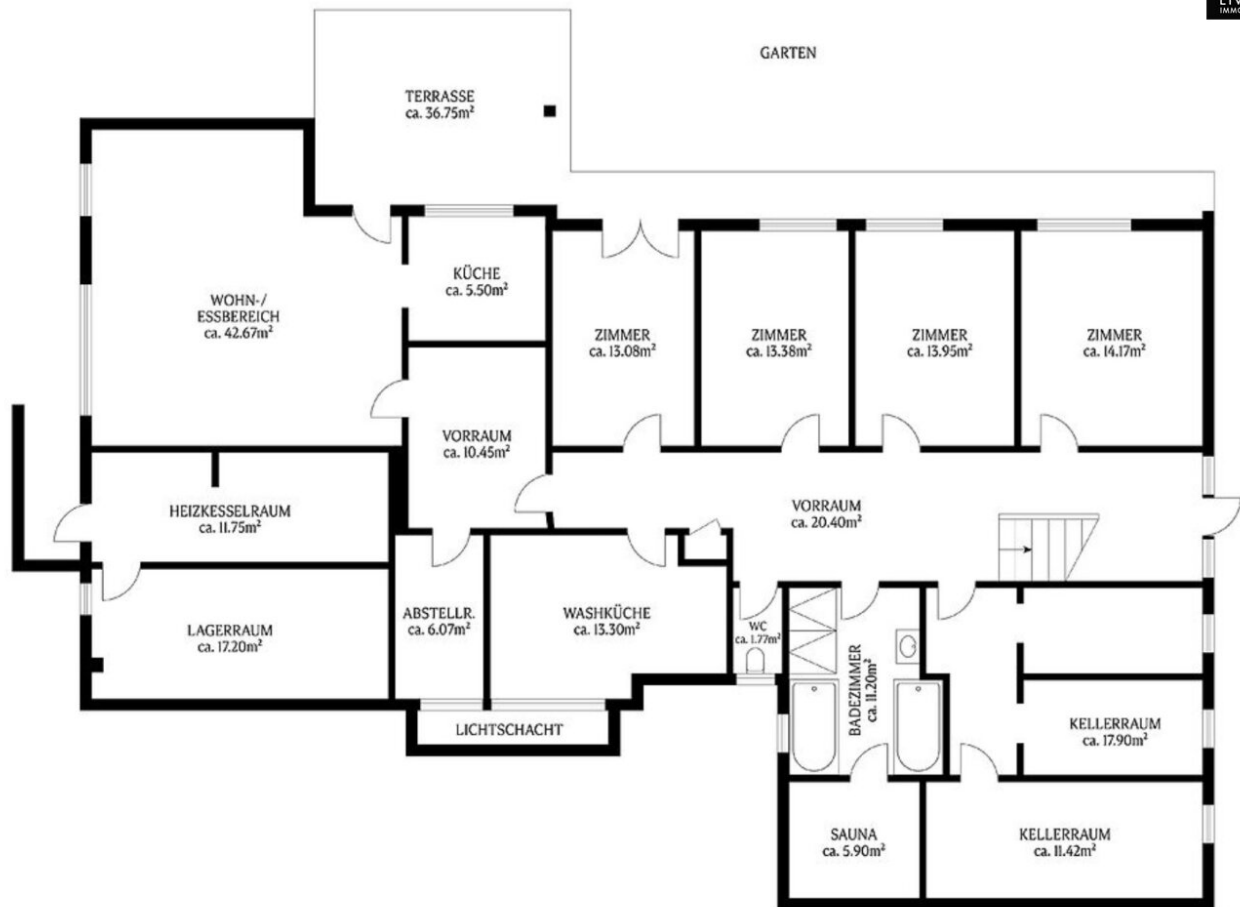 IMMO
GARTEN
TERRASSE
ca. 36.75m²
KÜCHE
ca. 5.50m²
WOHN-/
ESSBEREICH
ca. 42.67m²
ZIMMER
ca. 13.08m²
ZIMMER
ca. 13.38m²
ZIMMER
ca. 13.95m²
ZIMMER
ca. 14.17m²
VORRAUM
ca. 10.45m²
HEIZKESSELRAUM
ca. 11.75m²
VORRAUM
ca. 20.40m²
LAGERRAUM
ca. 17.20m²
ABSTELLR.
ca. 6.07m²
WASHKÜCHE
ca. 13.30m²
WC
ca. 1.77m²
BADEZIMMER
ca. 11.20m²
LICHTSCHACHT
KELLERRAUM
ca. 17.90m²
SAUNA
ca. 5.90m²
KELLERRAUM
ca. 11.42m²